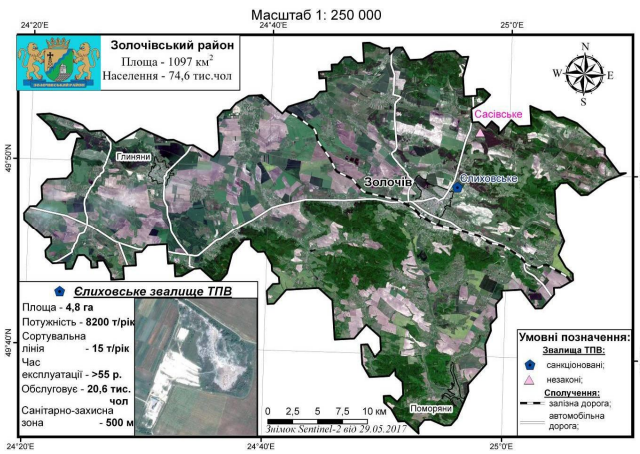 Масштаб 1: 250 000
24°20'E
24°40'E
25°0'E
Золочівський район
Площа - 1097 км²
Населення - 74,6 тис.чол
ЗОЛОЧІВСЬКИЙ РАЙОН
N
W
E
S
Сасівське
49°50'N
Глиняни
Золочів
Єлиховське
Єлиховське звалище ТПВ
Площа - 4,8 га
Потужність - 8200 т/рік
Сортувальна
лінія - 15 т/рік
Час
експлуатації - >55 р.
Обслуговує - 20,6 тис.
чол
Санітарно-захисна
зона - 500 м
49°40'N
Поморяни
0 2,5 5 7,5 10 км
Знімок Sentinel-2 від 29.05.2017
Умовні позначення:
Звалища ТПВ:
санкціоновані;
незаконі;
Сполучення:
залізна дорога;
автомобільна
дорога;
24°20'E
24°40'E
25°0'E